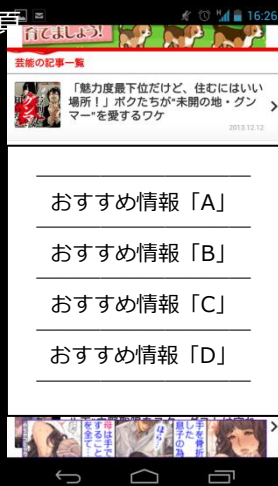 16:26
育てましょう!
芸能の記事一覧
「魅力度最下位だけど、住むにはいい
場所!」ボクたちが“未開の地・グン
マー”を愛するワケ
2013.12.12
おすすめ情報「A」
おすすめ情報「B」
おすすめ情報「C」
おすすめ情報「D」